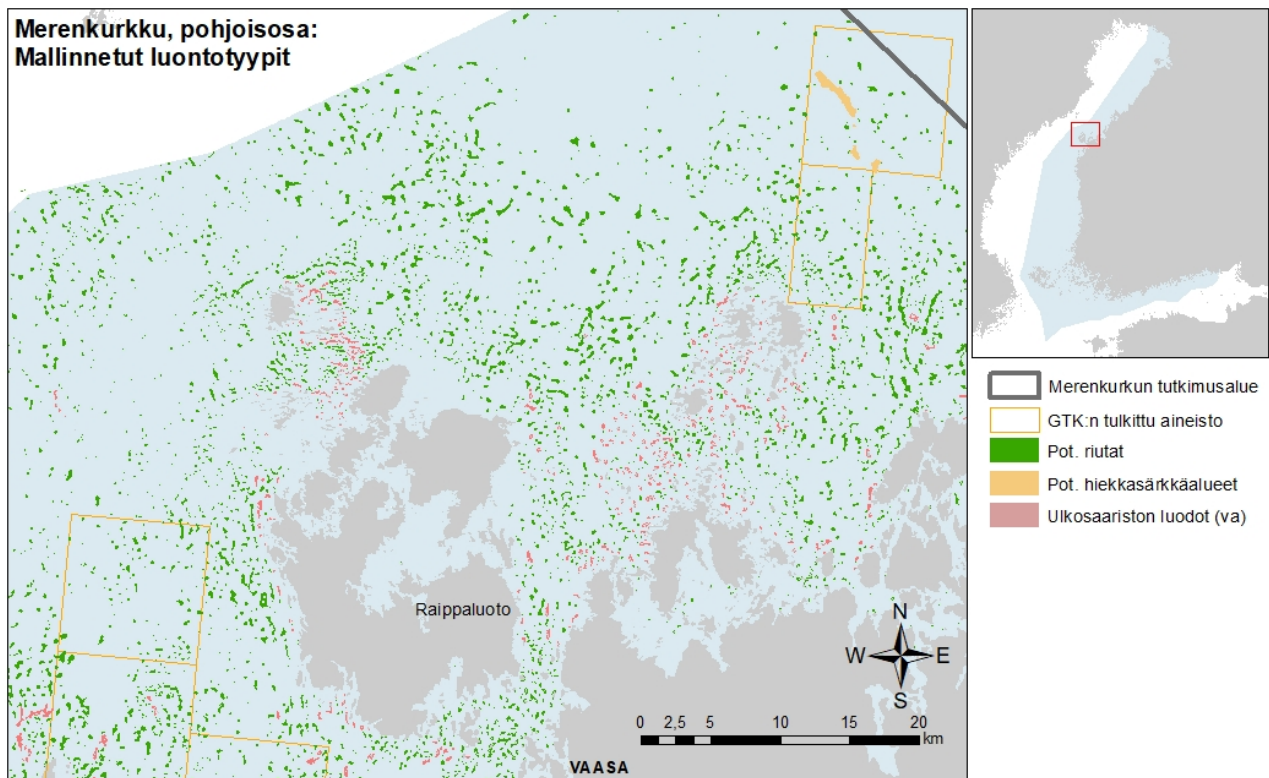 Merenkurkku, pohjoisosa:
Mallinnetut luontotyypit
Merenkurkun tutkimusalue
GTK:n tulkittu aineisto
Pot. riutat
Pot. hiekkasärkkäalueet
Ulkosaariston luodot (va)
Raippaluoto
N
W E
S
0 2,5 5 10 15 20
km
VAASA